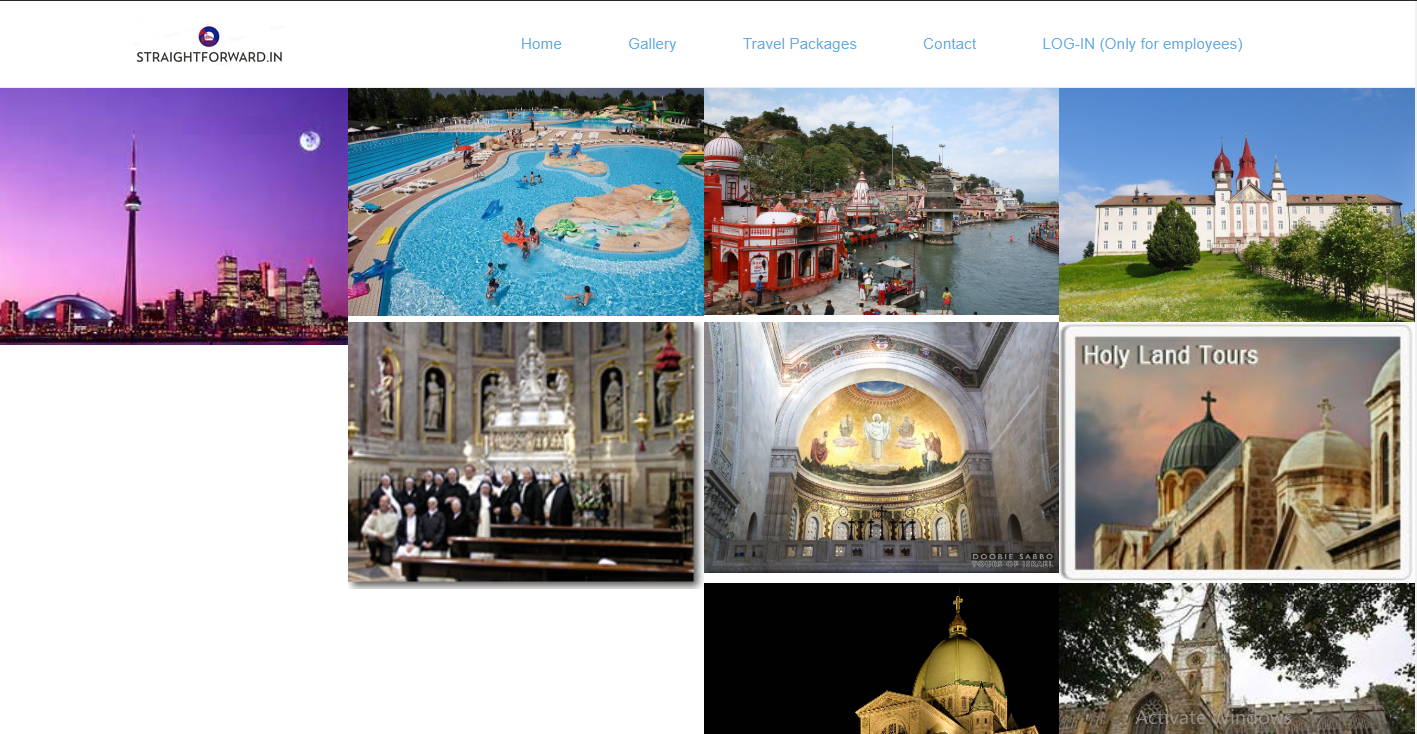 STRAIGHTFORWARD.IN
Home
Gallery
Travel Packages
Contact
LOG-IN (Only for employees)
Holy Land Tours
DOOBIE SABBO
TOURS OF ISRAEL
Activate Windows